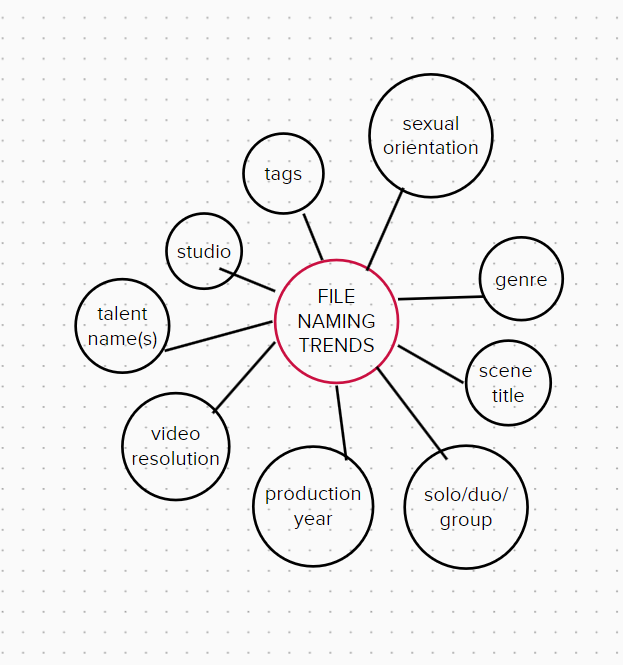 sexual
orientation
tags
studio
genre
FILE
NAMING
TRENDS
talent
name(s)
scene
title
video
resolution
production
year
solo/duo/
group